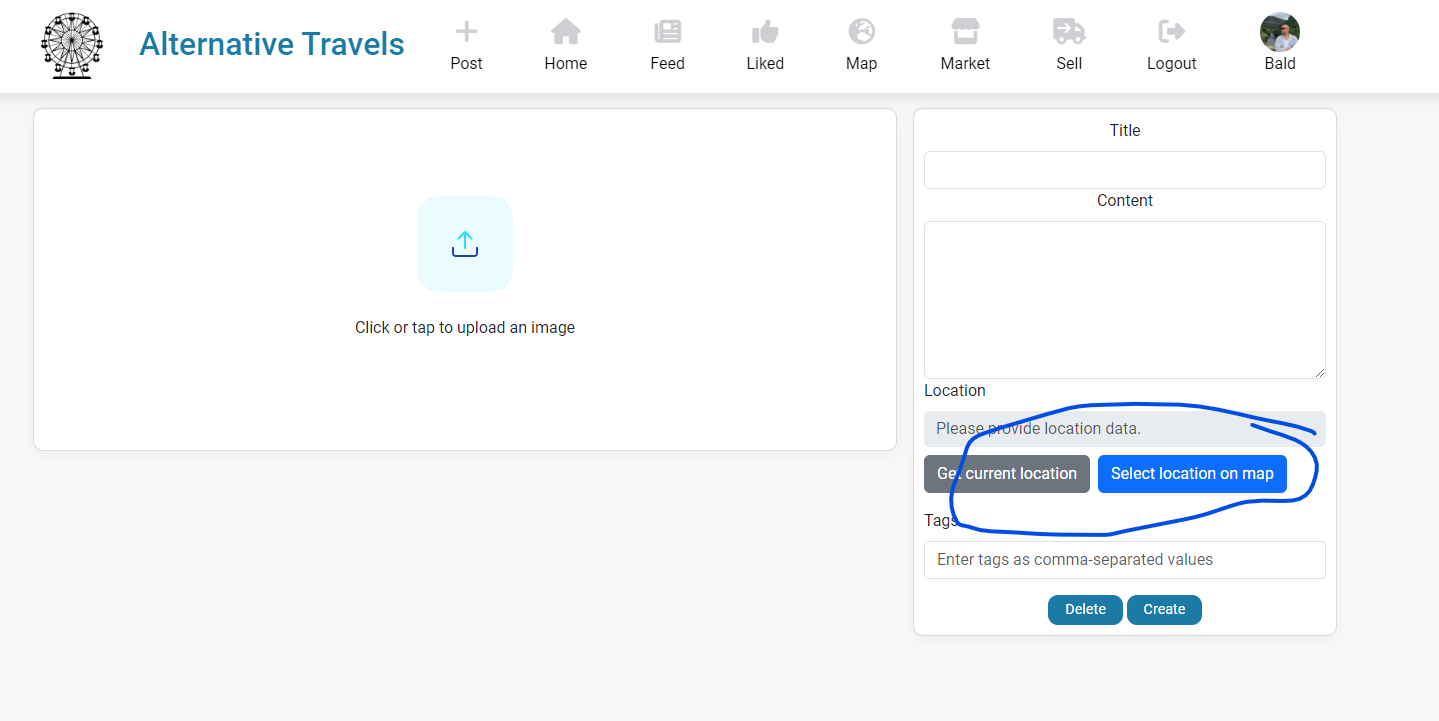 Alternative Travels
Post Home Feed Liked Map Market Sell Logout Bald
Click or tap to upload an image
Title
Content
Location
Please provide location data.
Get current location Select location on map
Tags
Enter tags as comma-separated values
Delete Create